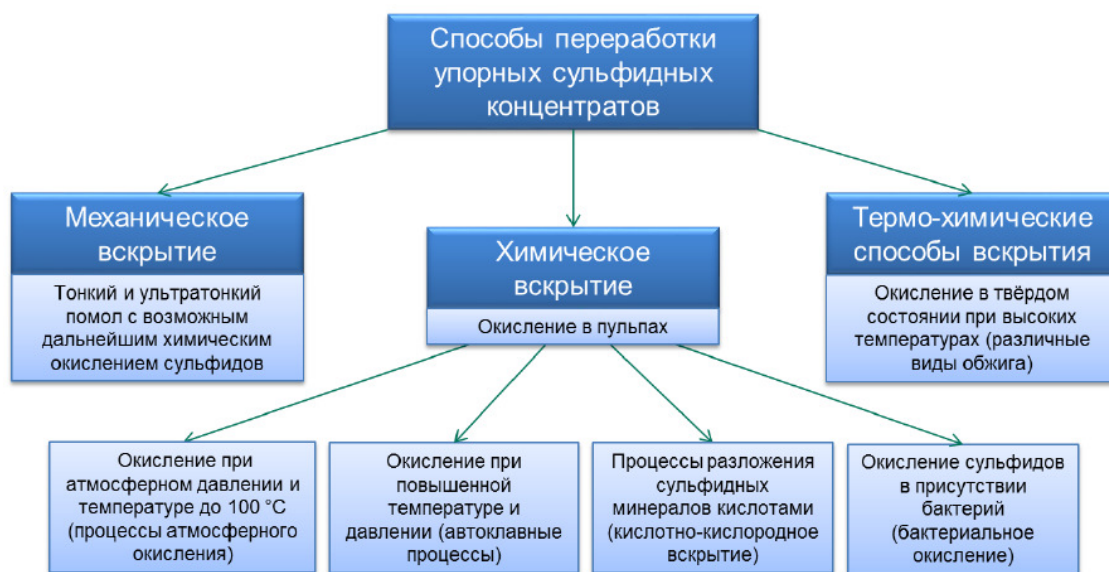 Способы переработки
упорных сульфидных
концентратов
Механическое
вскрытие
Тонкий и ультратонкий
помол с возможным
дальнейшим химическим
окислением сульфидов
Химическое
вскрытие
Окисление в пульпах
Термо-химические
способы вскрытия
Окисление в твёрдом
состоянии при высоких
температурах (различные
виды обжига)
Окисление при
атмосферном давлении и
температуре до 100 °C
(процессы атмосферного
окисления)
Окисление при
повышенной
температуре и
давлении (автоклавные
процессы)
Процессы разложения
сульфидных
минералов кислотами
(кислотно-кислородное
вскрытие)
Окисление сульфидов
в присутствии
бактерий
(бактериальное
окисление)